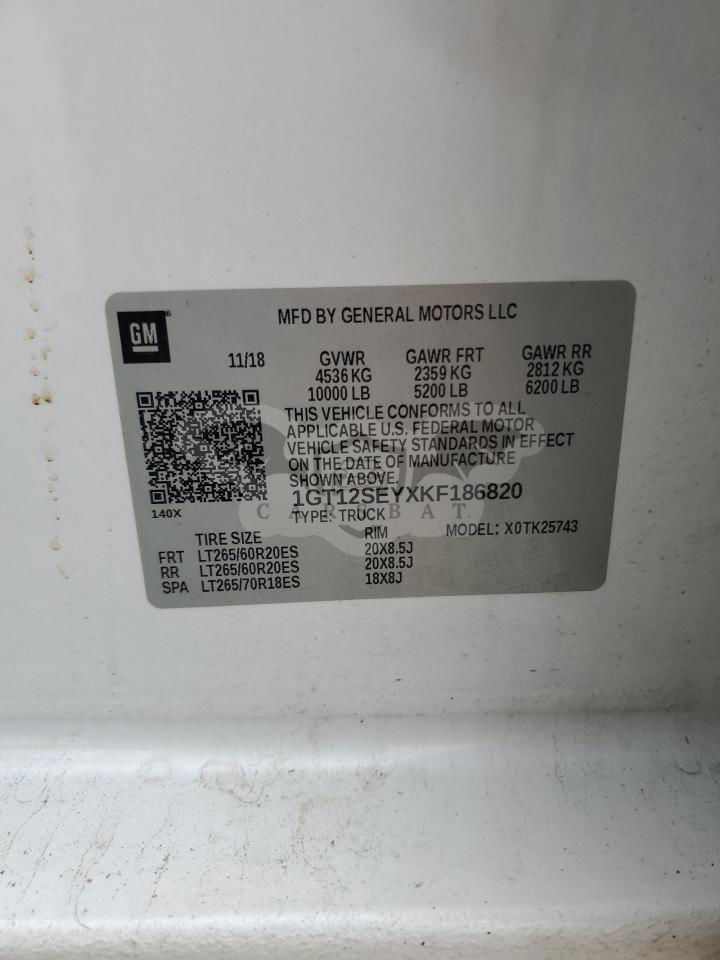 GM
MFD BY GENERAL MOTORS LLC
11/18 GVWR GAWR FRT GAWR RR
4536 KG 2359 KG 2812 KG
10000 LB 5200 LB 6200 LB
THIS VEHICLE CONFORMS TO ALL
APPLICABLE U.S. FEDERAL MOTOR
VEHICLE SAFETY STANDARDS IN EFFECT
ON THE DATE OF MANUFACTURE
SHOWN ABOVE.
1GT12SEYXKF186820
140X
CARCBAT
TYPE: TRUCK MODEL: X0TK25743
TIRE SIZE RIM
FRT LT265/60R20ES 20X8.5J
RR LT265/60R20ES 20X8.5J
SPA LT265/70R18ES 18X8J